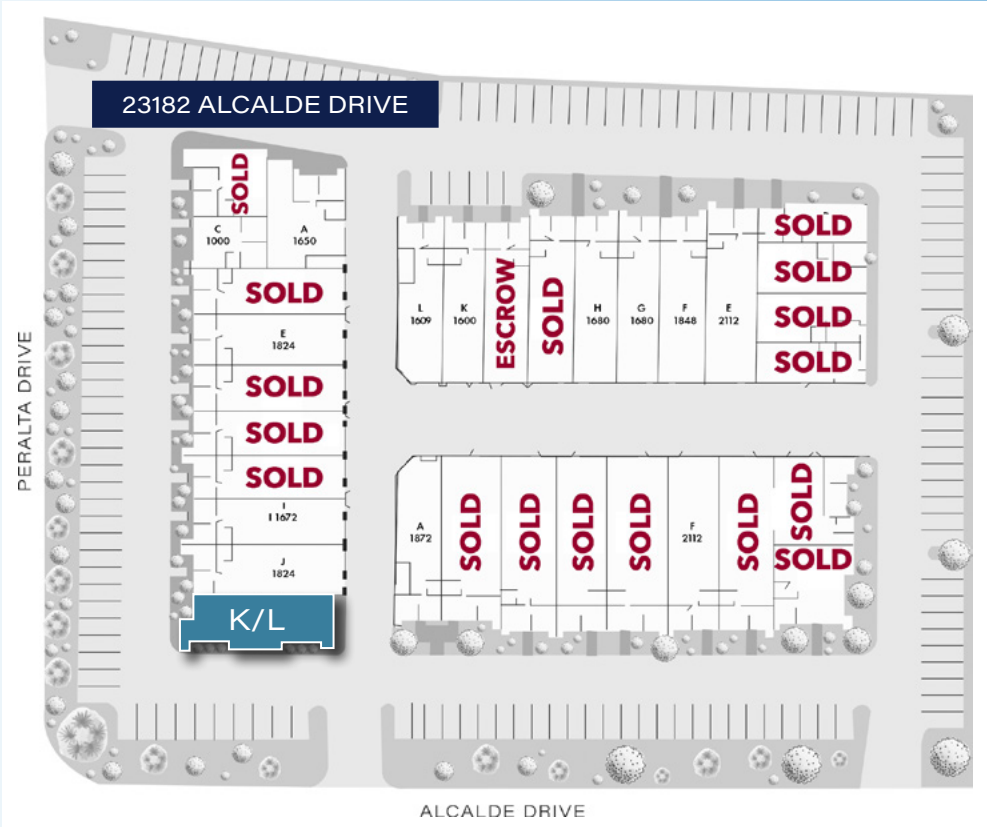 23182 ALCALDE DRIVE
PERALTA DRIVE
SOLD
C
1000
A
1650
SOLD
E
1824
SOLD
SOLD
SOLD
I
I 1672
J
1824
K/L
L
1609
K
1600
ESCROW
SOLD
H
1680
G
1680
F
1848
E
2112
SOLD
SOLD
SOLD
SOLD
A
1872
SOLD
SOLD
SOLD
SOLD
F
2112
SOLD
SOLD
SOLD
ALCALDE DRIVE